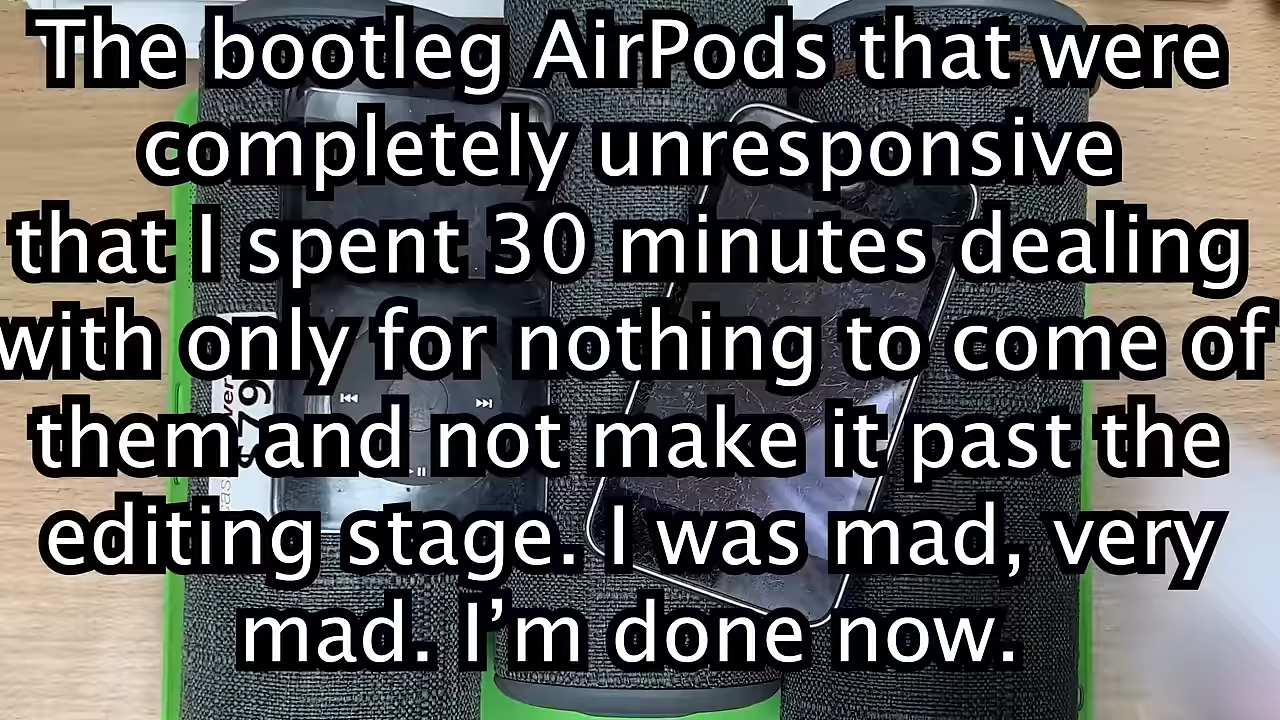 The bootleg AirPods that were
completely unresponsive
that I spent 30 minutes dealing
with only for nothing to come of
them and not make it past the
editing stage. I was mad, very
mad. I’m done now.